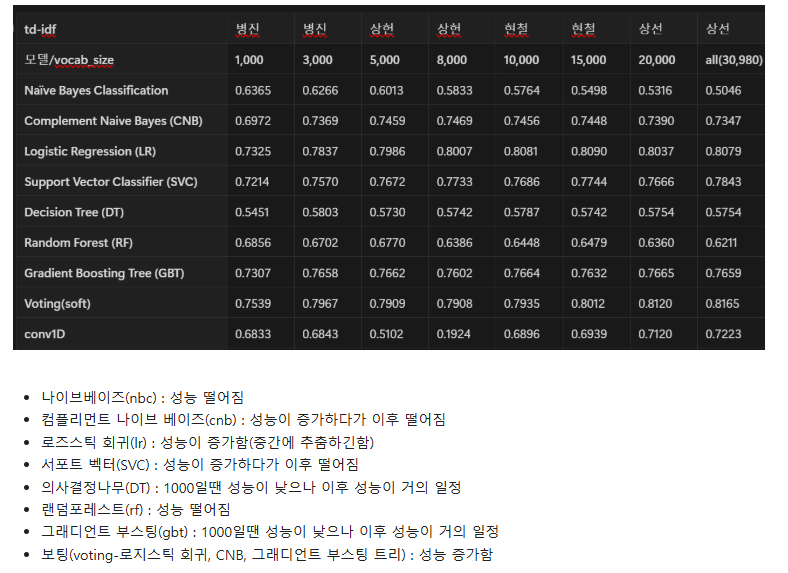 td-idf 병진 병진 상헌 상헌 현철 현철 상선 상선
모델/vocab_size 1,000 3,000 5,000 8,000 10,000 15,000 20,000 all(30,980)
Naïve Bayes Classification 0.6365 0.6266 0.6013 0.5833 0.5764 0.5498 0.5316 0.5046
Complement Naive Bayes (CNB) 0.6972 0.7369 0.7459 0.7469 0.7456 0.7448 0.7390 0.7347
Logistic Regression (LR) 0.7325 0.7837 0.7986 0.8007 0.8081 0.8090 0.8037 0.8079
Support Vector Classifier (SVC) 0.7214 0.7570 0.7672 0.7733 0.7686 0.7744 0.7666 0.7843
Decision Tree (DT) 0.5451 0.5803 0.5730 0.5742 0.5787 0.5742 0.5754 0.5754
Random Forest (RF) 0.6856 0.6702 0.6770 0.6386 0.6448 0.6479 0.6360 0.6211
Gradient Boosting Tree (GBT) 0.7307 0.7658 0.7662 0.7602 0.7664 0.7632 0.7665 0.7659
Voting(soft) 0.7539 0.7967 0.7909 0.7908 0.7935 0.8012 0.8120 0.8165
conv1D 0.6833 0.6843 0.5102 0.1924 0.6896 0.6939 0.7120 0.7223
• 나이브베이즈(nbc) : 성능 떨어짐
• 컴플리먼트 나이브 베이즈(cnb) : 성능이 증가하다가 이후 떨어짐
• 로즈스틱 회귀(lr) : 성능이 증가함(중간에 추춤하긴함)
• 서포트 벡터(SVC) : 성능이 증가하다가 이후 떨어짐
• 의사결정나무(DT) : 1000일땐 성능이 낮으나 이후 성능이 거의 일정
• 랜덤포레스트(rf) : 성능 떨어짐
• 그래디언트 부스팅(gbt) : 1000일땐 성능이 낮으나 이후 성능이 거의 일정
• 보팅(voting-로지스틱 회귀, CNB, 그래디언트 부스팅 트리) : 성능 증가함